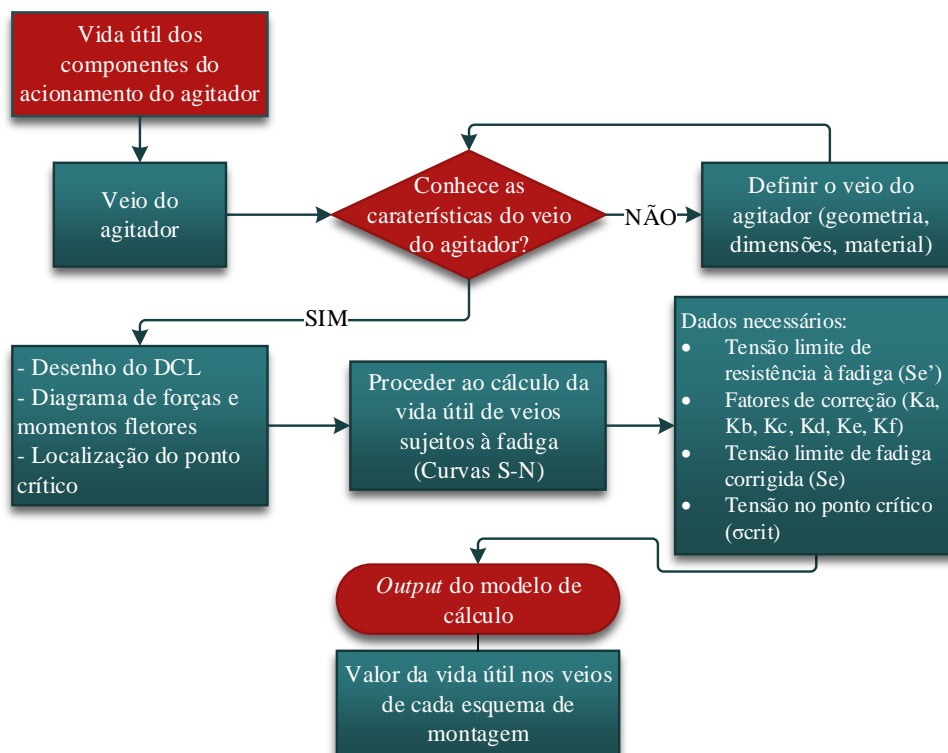 Vida útil dos
componentes do
acionamento do agitador
Veio do
agitador
Conhece as
caraterísticas do veio
do agitador?
NÃO
Definir o veio do
agitador (geometria,
dimensões, material)
SIM
- Desenho do DCL
- Diagrama de forças e
momentos fletores
- Localização do ponto
crítico
Proceder ao cálculo da
vida útil de veios
sujeitos à fadiga
(Curvas S-N)
Dados necessários:
• Tensão limite de
resistência à fadiga (Se’)
• Fatores de correção (Ka,
Kb, Kc, Kd, Ke, Kf)
• Tensão limite de fadiga
corrigida (Se)
• Tensão no ponto crítico
(σcrit)
Output do modelo de
cálculo
Valor da vida útil nos veios
de cada esquema de
montagem